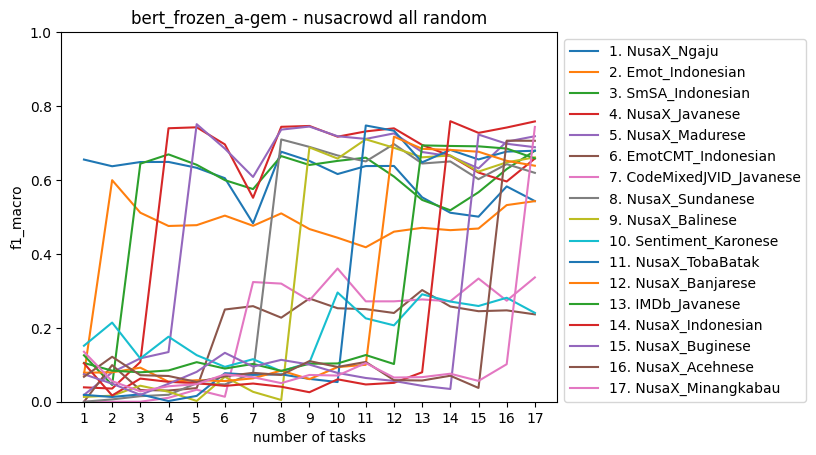 bert_frozen_a-gem - nusacrowd all random
1.0
0.8
0.6
0.4
0.2
0.0
f1_macro
1 2 3 4 5 6 7 8 9 10 11 12 13 14 15 16 17
number of tasks
1. NusaX_Ngaju
2. Emot_Indonesian
3. SmSA_Indonesian
4. NusaX_Javanese
5. NusaX_Madurese
6. EmotCMT_Indonesian
7. CodeMixedJVID_Javanese
8. NusaX_Sundanese
9. NusaX_Balinese
10. Sentiment_Karonese
11. NusaX_TobaBatak
12. NusaX_Banjarese
13. IMDb_Javanese
14. NusaX_Indonesian
15. NusaX_Buginese
16. NusaX_Acehnese
17. NusaX_Minangkabau